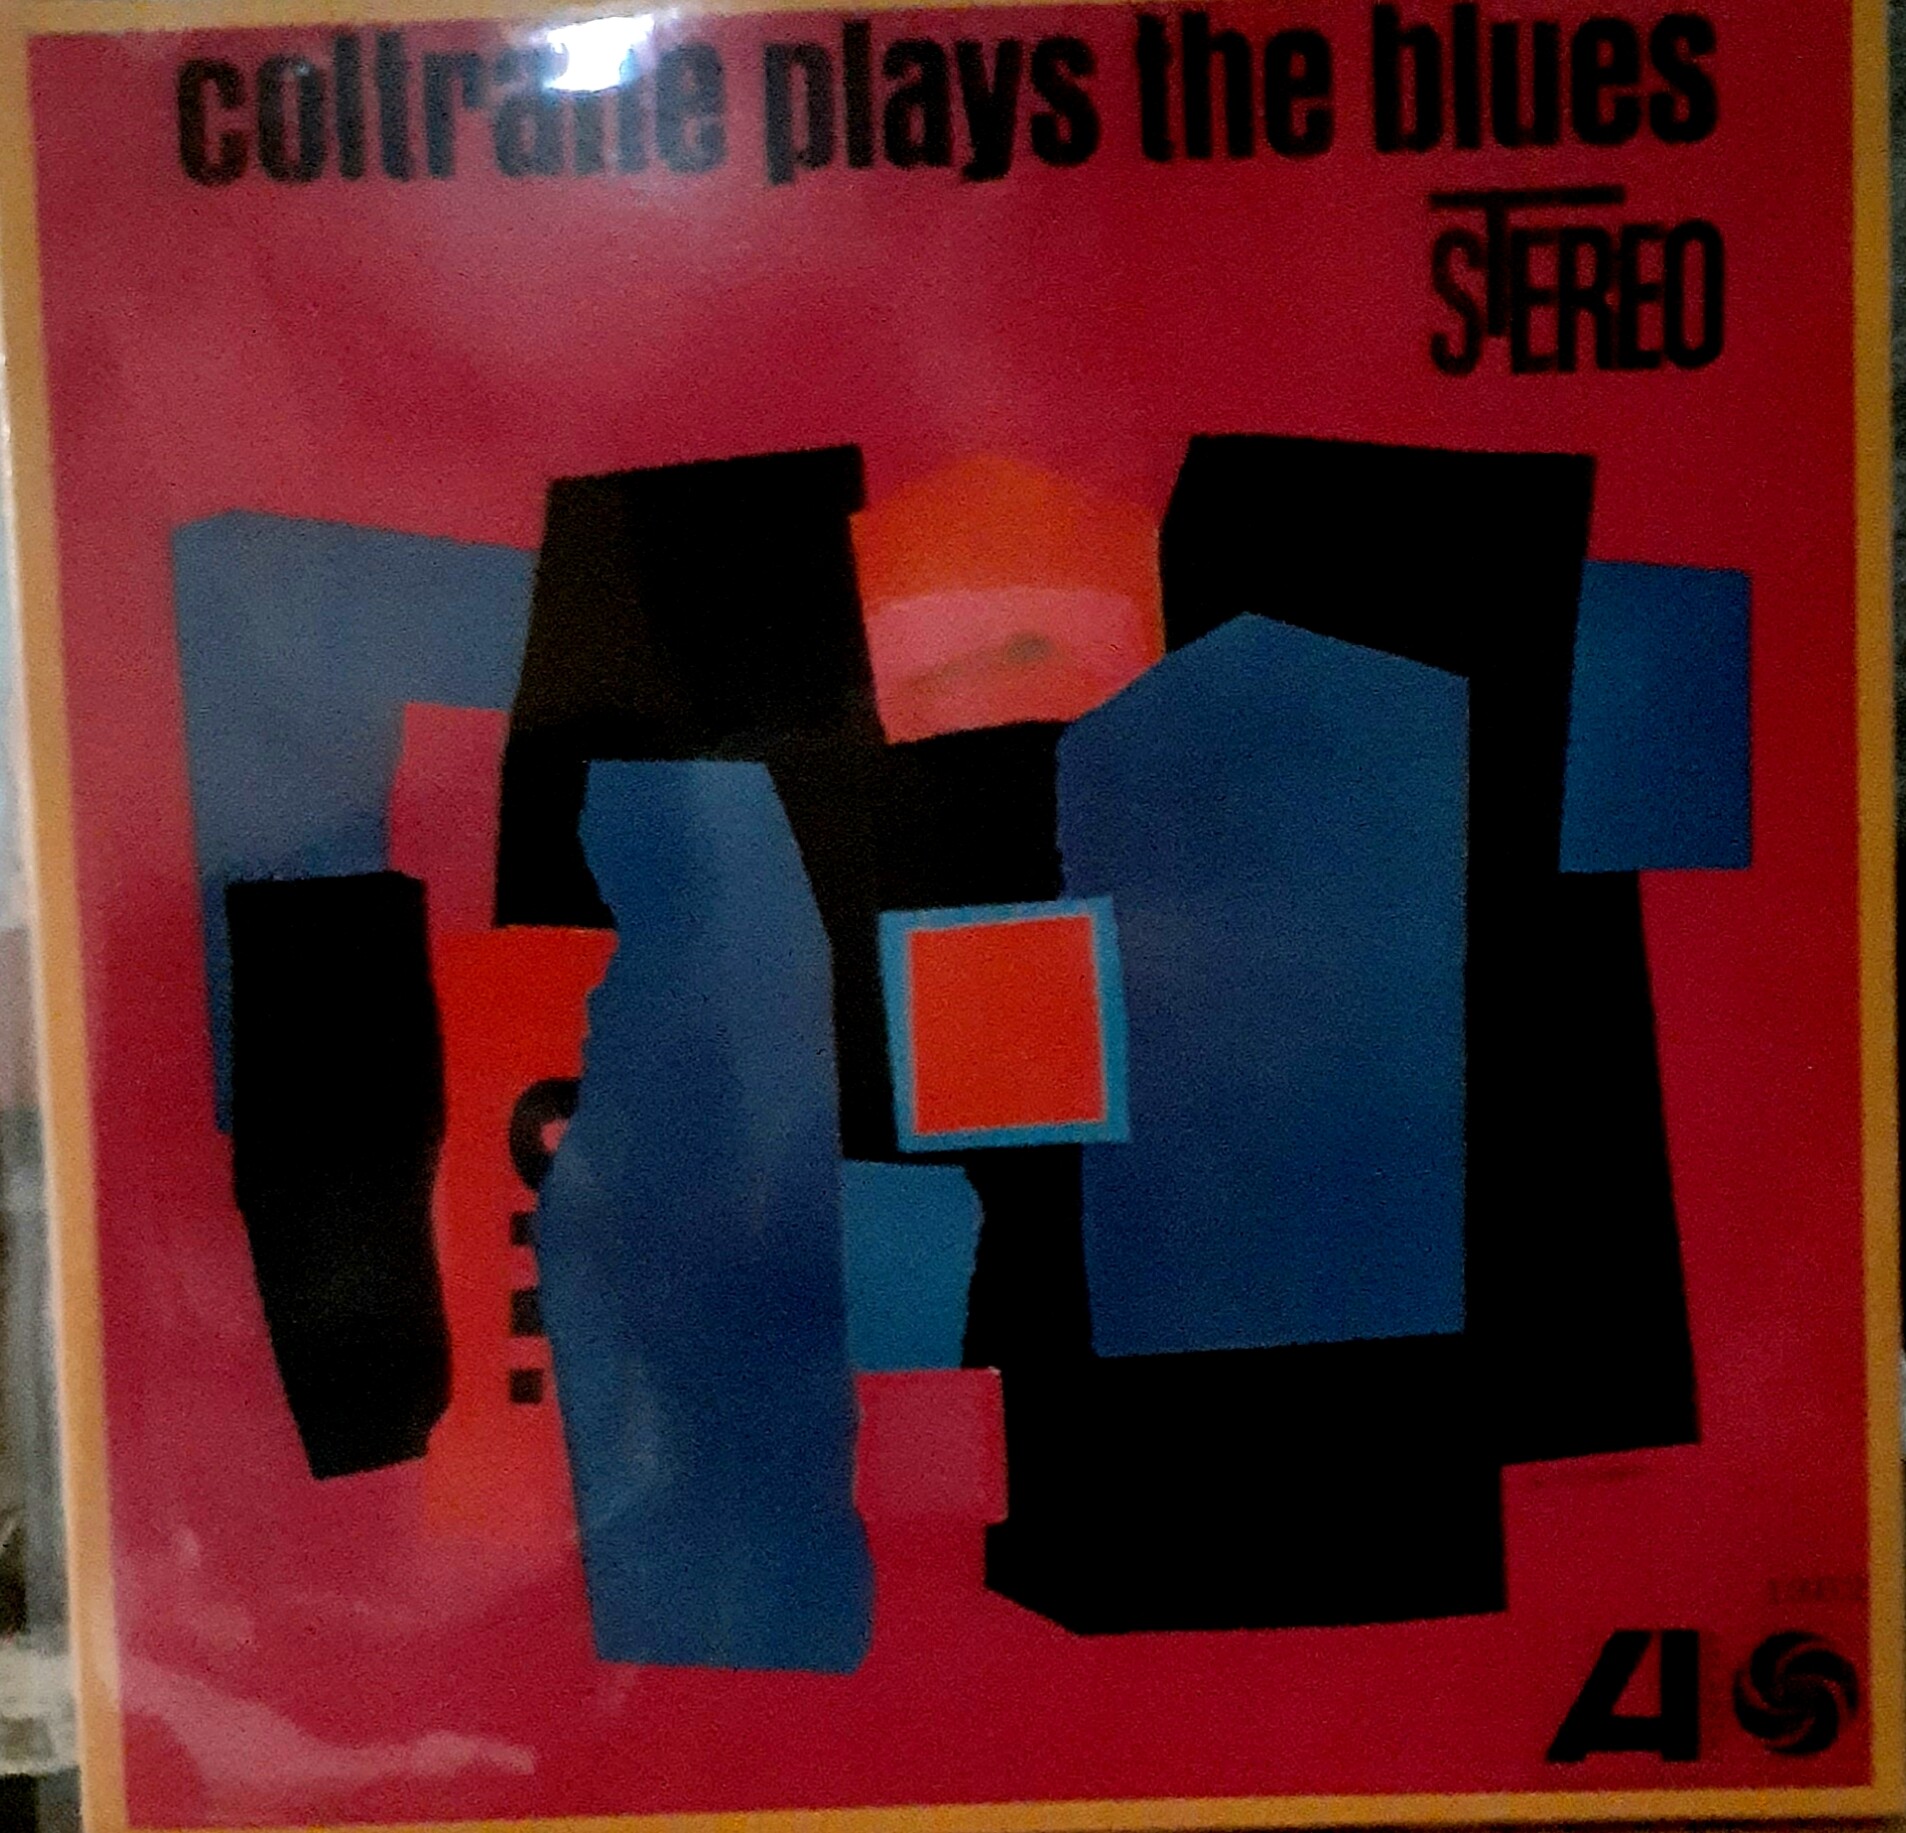 coltrane plays the blues
STEREO
A